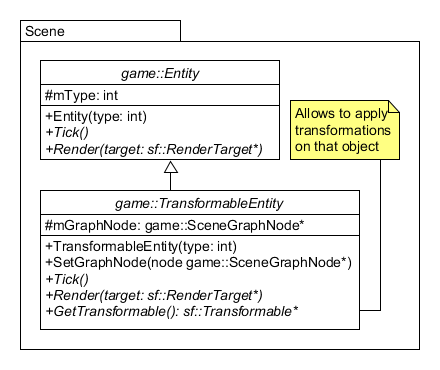 Scene
game::Entity
#mType: int
+Entity(type: int)
+Tick()
+Render(target: sf::RenderTarget*)
Allows to apply
transformations
on that object
game::TransformableEntity
#mGraphNode: game::SceneGraphNode*
+TransformableEntity(type: int)
+SetGraphNode(node game::SceneGraphNode*)
+Tick()
+Render(target: sf::RenderTarget*)
+GetTransformable(): sf::Transformable*